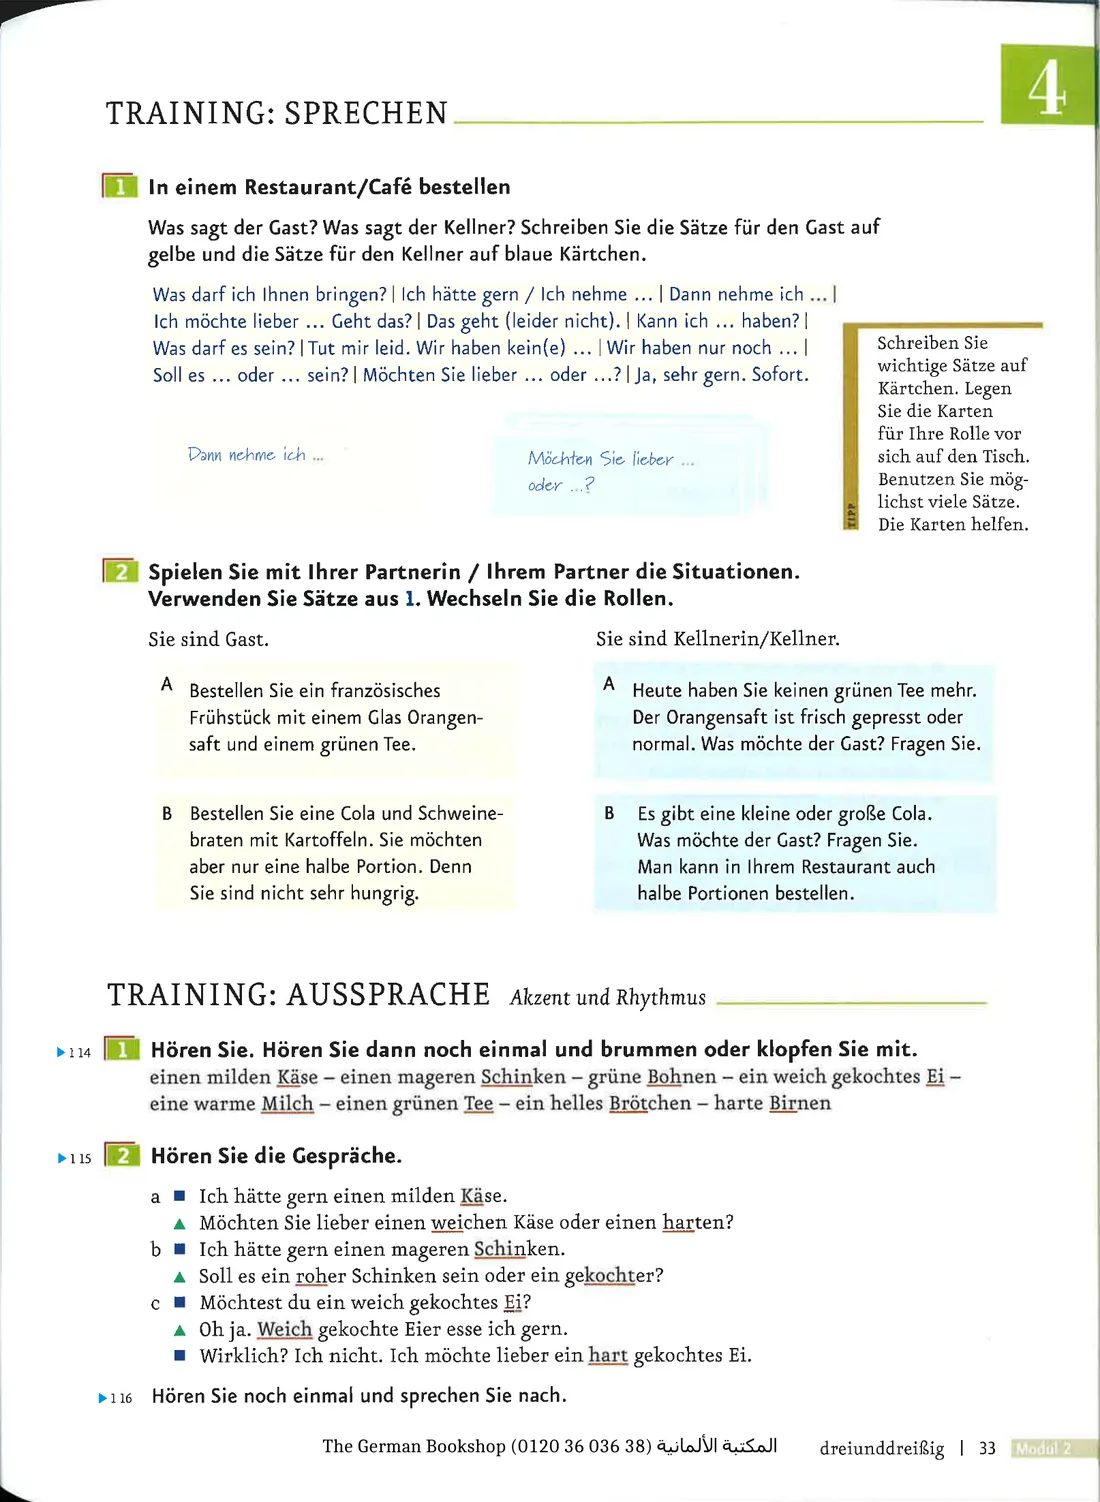 4
TRAINING: SPRECHEN
1 In einem Restaurant/Café bestellen
Was sagt der Gast? Was sagt der Kellner? Schreiben Sie die Sätze für den Gast auf
gelbe und die Sätze für den Kellner auf blaue Kärtchen.
Was darf ich Ihnen bringen? | Ich hätte gern / Ich nehme ... | Dann nehme ich ... |
Ich möchte lieber ... Geht das? | Das geht (leider nicht). | Kann ich ... haben? |
Was darf es sein? | Tut mir leid. Wir haben kein(e) ... | Wir haben nur noch ... |
Soll es ... oder ... sein? | Möchten Sie lieber ... oder ...? | Ja, sehr gern. Sofort.
Dann nehme ich ...
Möchten Sie lieber ...
oder ...?
TIPP
Schreiben Sie
wichtige Sätze auf
Kärtchen. Legen
Sie die Karten
für Ihre Rolle vor
sich auf den Tisch.
Benutzen Sie mög-
lichst viele Sätze.
Die Karten helfen.
2 Spielen Sie mit Ihrer Partnerin / Ihrem Partner die Situationen.
Verwenden Sie Sätze aus 1. Wechseln Sie die Rollen.
Sie sind Gast.
A Bestellen Sie ein französisches
Frühstück mit einem Glas Orangen-
saft und einem grünen Tee.
B Bestellen Sie eine Cola und Schweine-
braten mit Kartoffeln. Sie möchten
aber nur eine halbe Portion. Denn
Sie sind nicht sehr hungrig.
Sie sind Kellnerin/Kellner.
A Heute haben Sie keinen grünen Tee mehr.
Der Orangensaft ist frisch gepresst oder
normal. Was möchte der Gast? Fragen Sie.
B Es gibt eine kleine oder große Cola.
Was möchte der Gast? Fragen Sie.
Man kann in Ihrem Restaurant auch
halbe Portionen bestellen.
TRAINING: AUSSPRACHE Akzent und Rhythmus
▶ 1 14 1 Hören Sie. Hören Sie dann noch einmal und brummen oder klopfen Sie mit.
einen milden Käse – einen mageren Schinken – grüne Bohnen – ein weich gekochtes Ei –
eine warme Milch – einen grünen Tee – ein helles Brötchen – harte Birnen
▶ 1 15 2 Hören Sie die Gespräche.
a ■ Ich hätte gern einen milden Käse.
▲ Möchten Sie lieber einen weichen Käse oder einen harten?
b ■ Ich hätte gern einen mageren Schinken.
▲ Soll es ein roher Schinken sein oder ein gekochter?
c ■ Möchtest du ein weich gekochtes Ei?
▲ Oh ja. Weich gekochte Eier esse ich gern.
■ Wirklich? Ich nicht. Ich möchte lieber ein hart gekochtes Ei.
▶ 1 16 Hören Sie noch einmal und sprechen Sie nach.
The German Bookshop (0120 36 036 38) المكتبة الألمانية
dreiunddreißig | 33 Modul 2